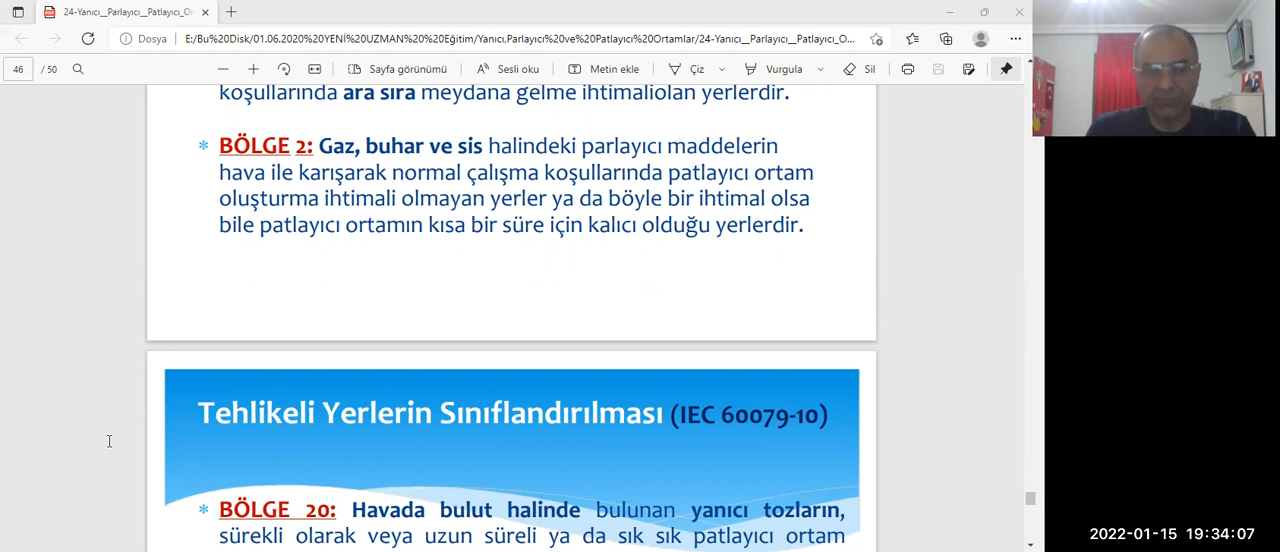 24-Yanıcı__Parlayıcı__Patlayıcı_Or
Dosya
E:/Bu%20Disk/01.06.2020%20YENİ%20UZMAN%20%20Eğitim/Yanıcı,Parlayıcı%20ve%20Patlayıcı%20Ortamlar/24-Yanıcı__Parlayıcı__Patlayıcı_O...
46 / 50
Sayfa görünümü
Sesli oku
Metin ekle
Çiz
Vurgula
Sil
koşullarında ara sıra meydana gelme ihtimaliolan yerlerdir.
* BÖLGE 2: Gaz, buhar ve sis halindeki parlayıcı maddelerin
hava ile karışarak normal çalışma koşullarında patlayıcı ortam
oluşturma ihtimali olmayan yerler ya da böyle bir ihtimal olsa
bile patlayıcı ortamın kısa bir süre için kalıcı olduğu yerlerdir.
Tehlikeli Yerlerin Sınıflandırılması (IEC 60079-10)
* BÖLGE 20: Havada bulut halinde bulunan yanıcı tozların,
sürekli olarak veya uzun süreli ya da sık sık patlayıcı ortam
2022-01-15 19:34:07